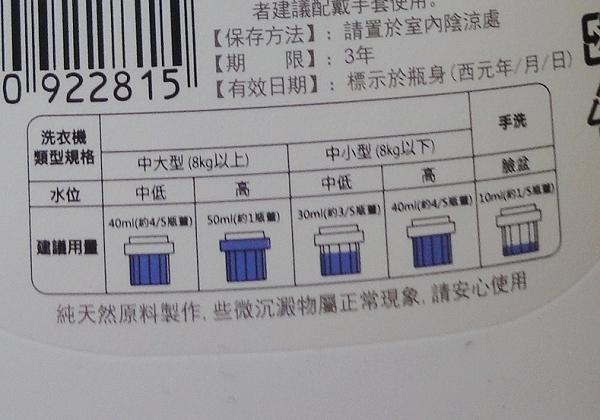 者建議配戴手套使用。
【保存方法】：請置於室內陰涼處
【期　　限】：3年
【有效日期】：標示於瓶身(西元年/月/日)
0 922815
洗衣機類型規格 中大型(8kg以上) 中小型(8kg以下) 手洗
水位 中低 高 中低 高 臉盆
建議用量 40ml(約4/5瓶蓋) 50ml(約1瓶蓋) 30ml(約3/5瓶蓋) 40ml(約4/5瓶蓋) 10ml(約1/5瓶蓋)
純天然原料製作, 些微沉澱物屬正常現象, 請安心使用